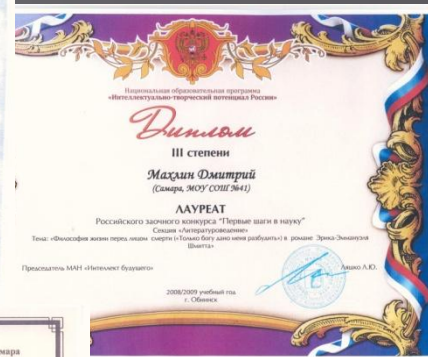 Национальная образовательная программа
«Интеллектуально-творческий потенциал России»
Диплом
III степени
Махлин Дмитрий
(Самара, МОУ СОШ №41)
ЛАУРЕАТ
Российского заочного конкурса "Первые шаги в науку"
Секция «Литературоведение»
Тема: «Философия жизни перед лицом смерти («Только богу дано меня разбудить») в романе Эрика-Эммануэля
Шмитта»
Председатель МАН «Интеллект будущего»
Ляшко Л.Ю.
2008/2009 учебный год
г. Обнинск
мара